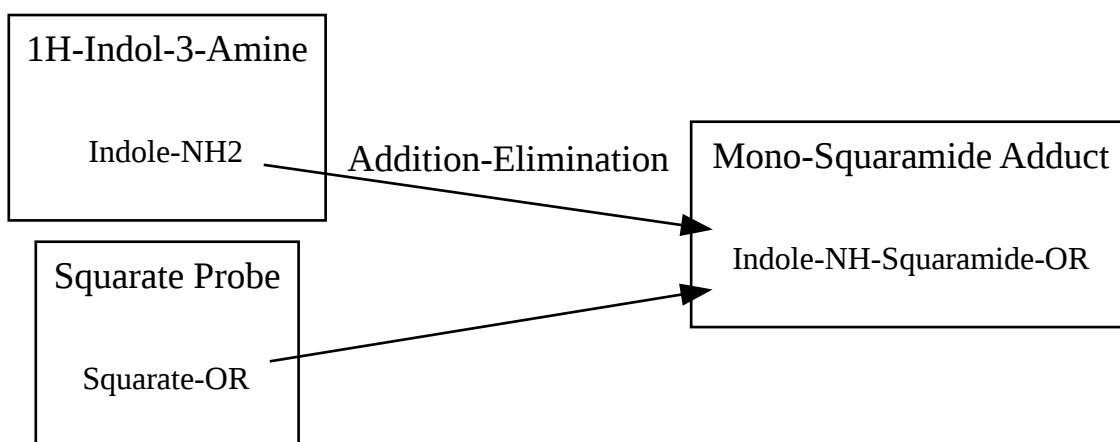 1H-Indol-3-Amine
Indole-NH2
Addition-Elimination
Mono-Squaramide Adduct
Indole-NH-Squaramide-OR
Squarate Probe
Squarate-OR